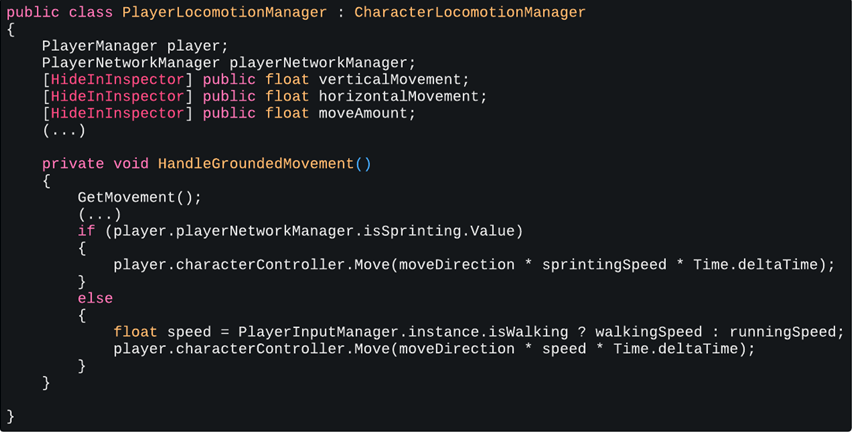 public class PlayerLocomotionManager : CharacterLocomotionManager
{
    PlayerManager player;
    PlayerNetworkManager playerNetworkManager;
    [HideInInspector] public float verticalMovement;
    [HideInInspector] public float horizontalMovement;
    [HideInInspector] public float moveAmount;
    (...)

    private void HandleGroundedMovement()
    {
        GetMovement();
        (...)
        if (player.playerNetworkManager.isSprinting.Value)
        {
            player.characterController.Move(moveDirection * sprintingSpeed * Time.deltaTime);
        }
        else
        {
            float speed = PlayerInputManager.instance.isWalking ? walkingSpeed : runningSpeed;
            player.characterController.Move(moveDirection * speed * Time.deltaTime);
        }
    }

}